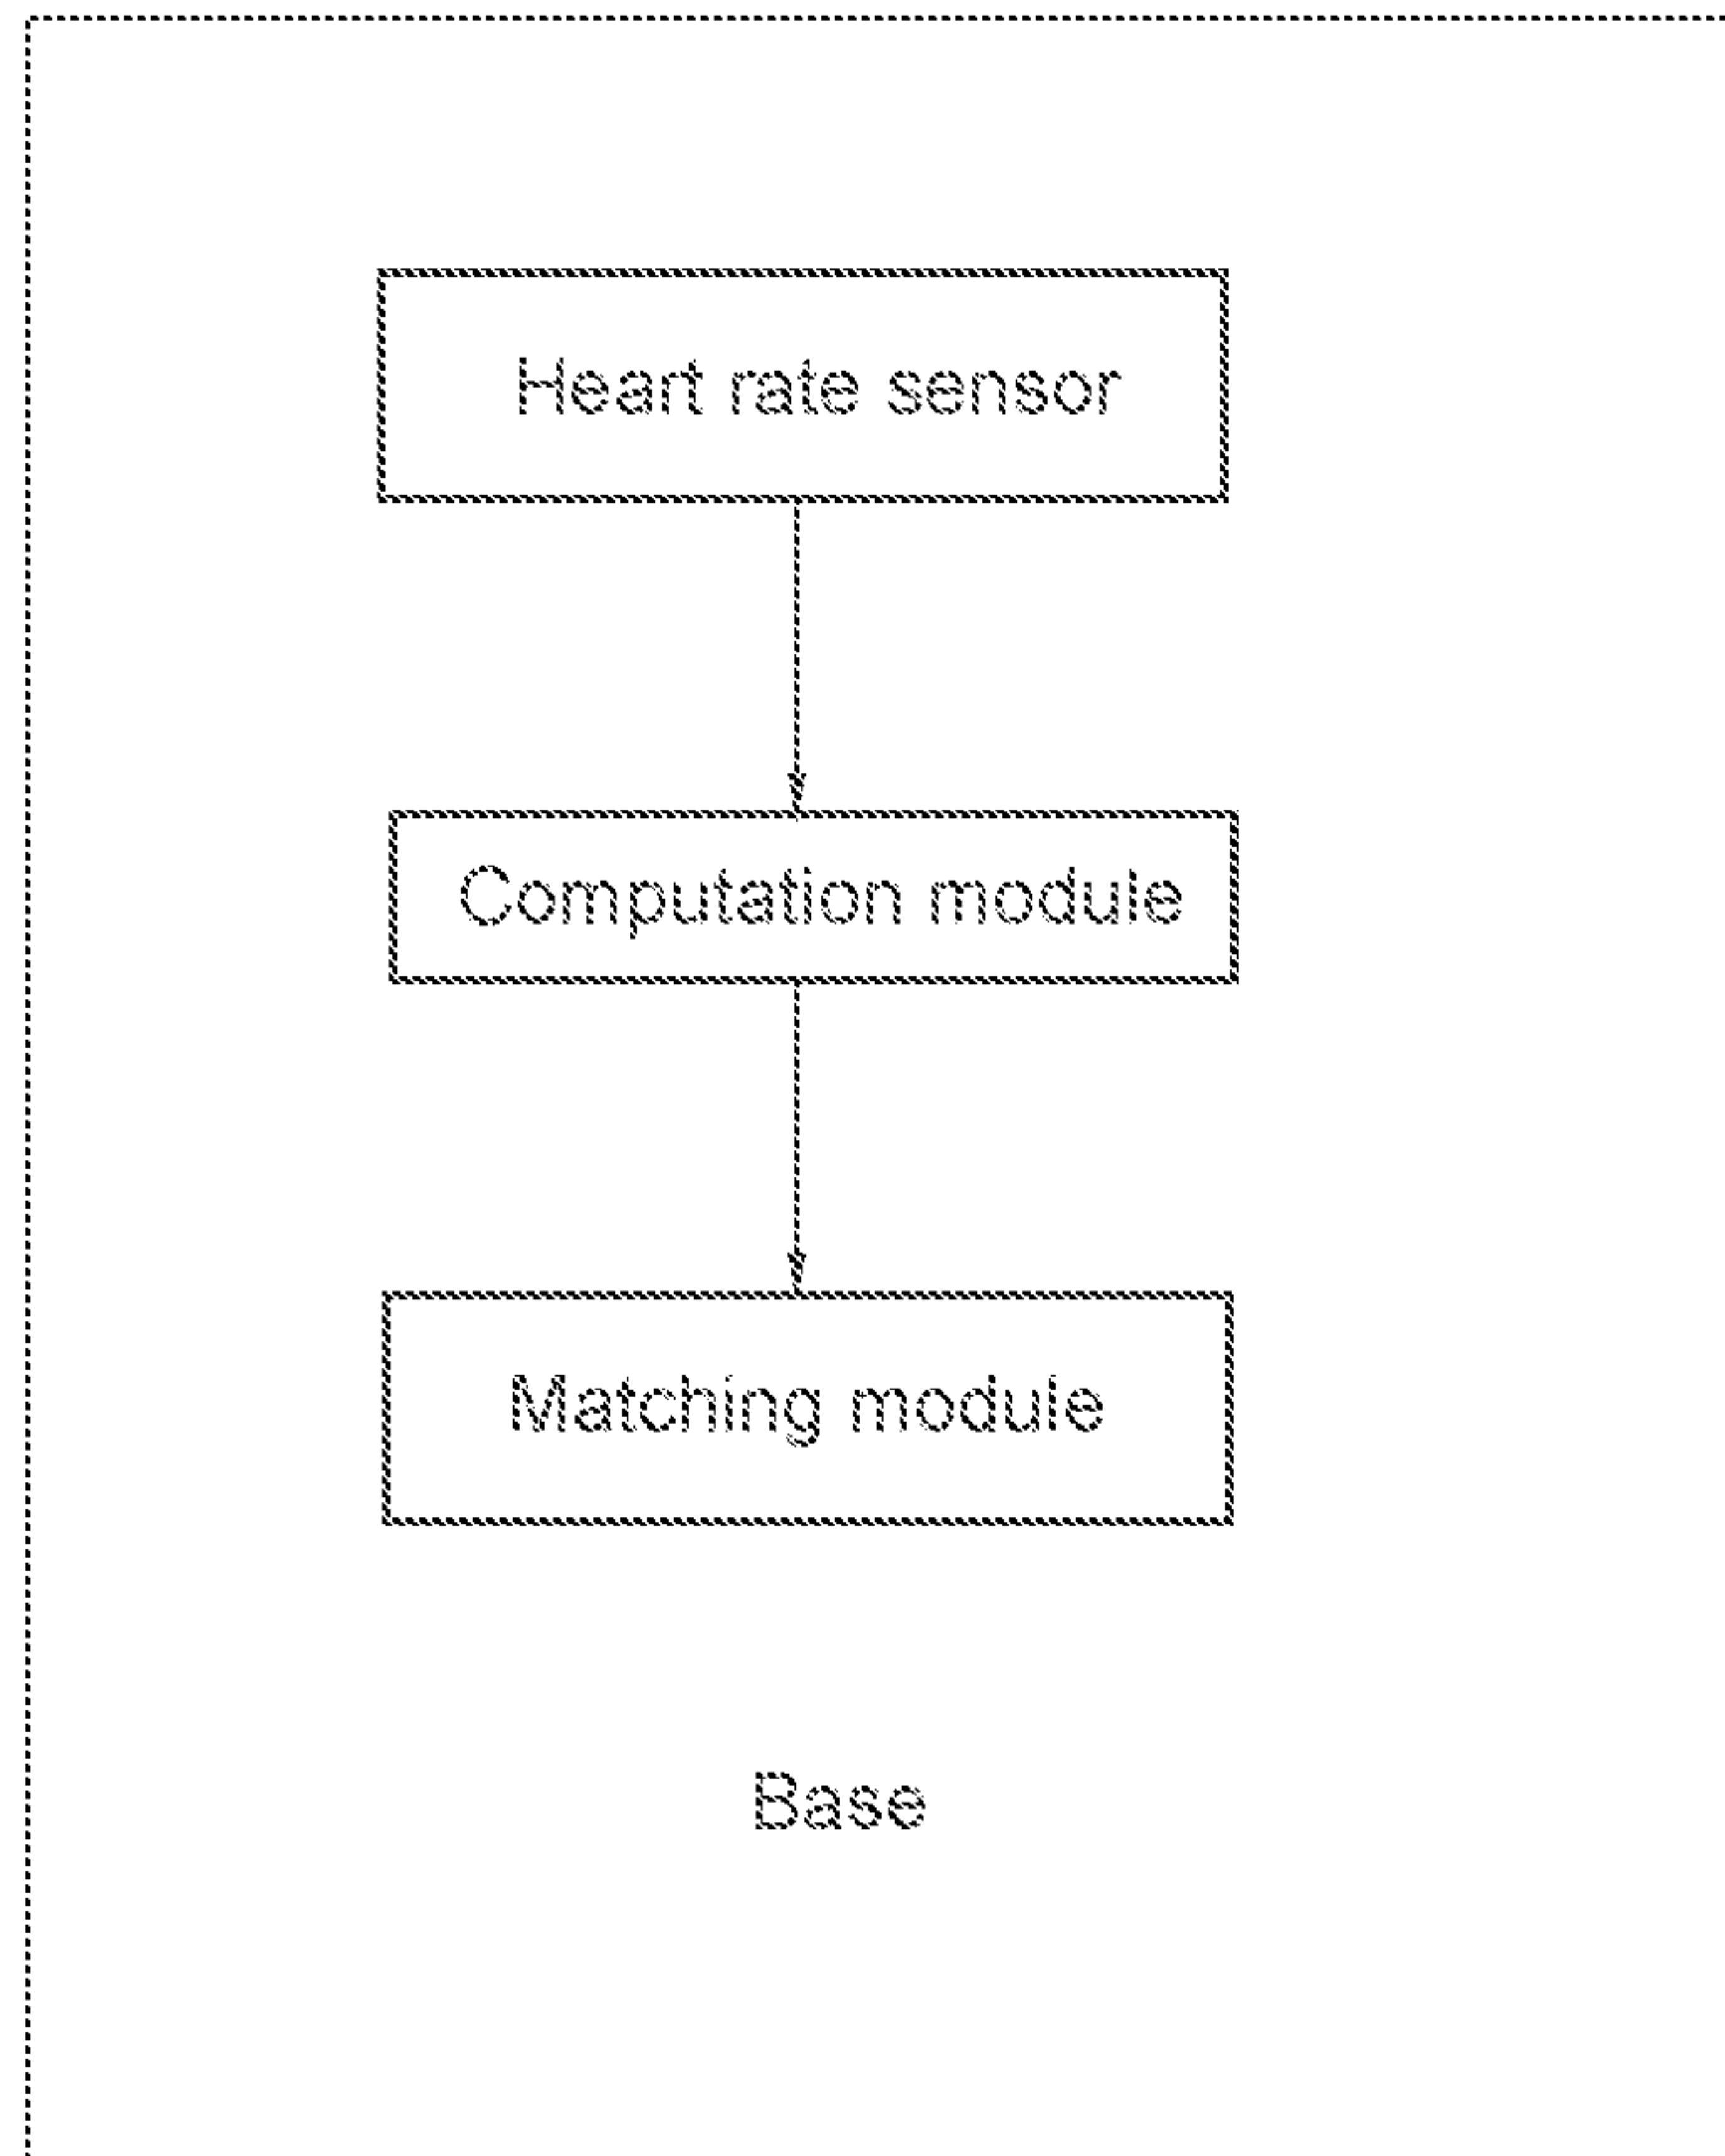 Heart rate sensor
Computation module
Matching module
Base